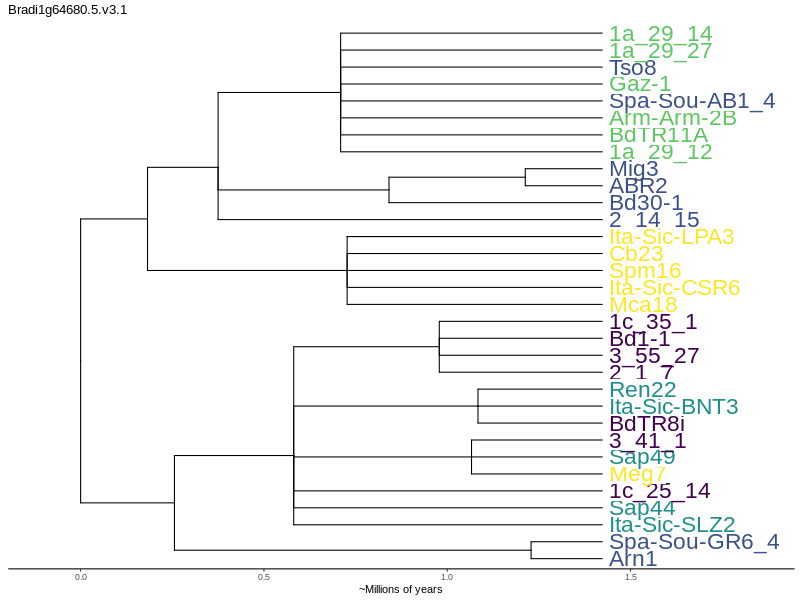 Bradi1g64680.5.v3.1
1a_29_14
1a_29_27
Tso8
Gaz-1
Spa-Sou-AB1_4
Arm-Arm-2B
BdTR11A
1a_29_12
Mig3
ABR2
Bd30-1
2_14_15
Ita-Sic-LPA3
Cb23
Spm16
Ita-Sic-CSR6
Mca18
1c_35_1
Bd1-1
3_55_27
2_1_7
Ren22
Ita-Sic-BNT3
BdTR8i
3_41_1
Sap49
Meg7
1c_25_14
Sap44
Ita-Sic-SLZ2
Spa-Sou-GR6_4
Arn1
0.0 0.5 1.0 1.5
~Millions of years